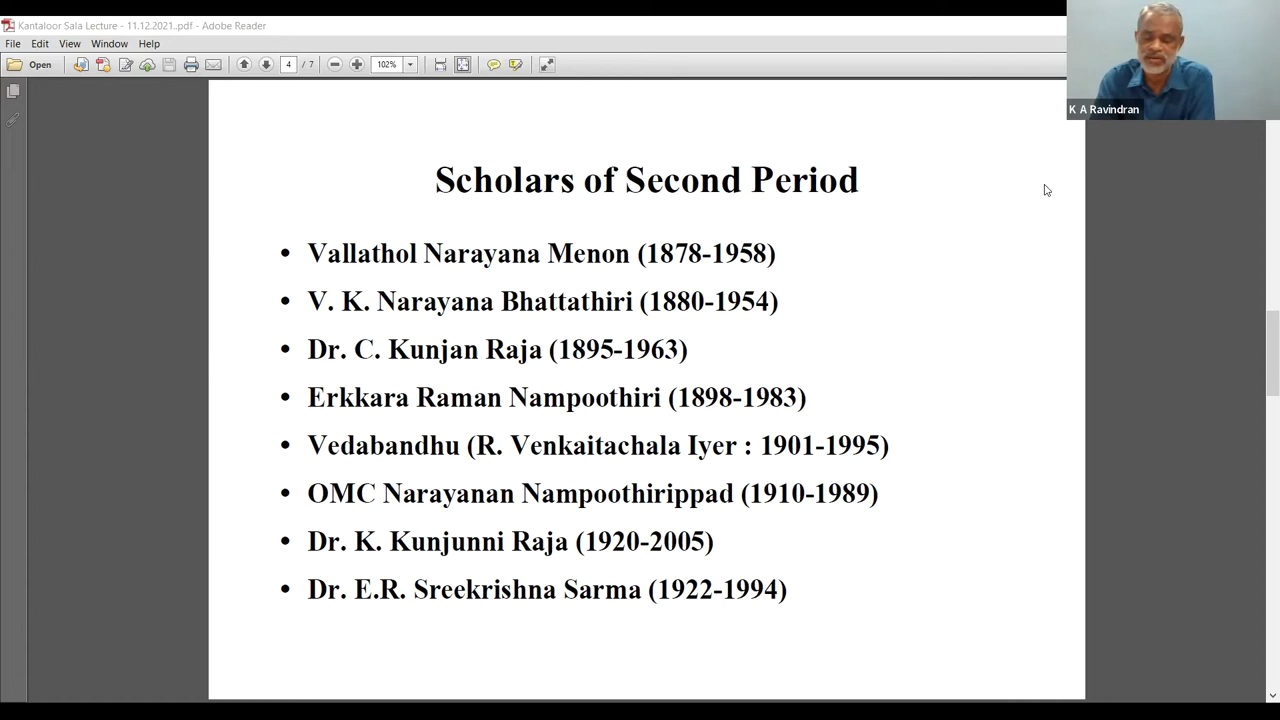 Kantaloor Sala Lecture - 11.12.2021..pdf - Adobe Reader
File Edit View Window Help
Open 4 / 7 102%
K A Ravindran
Scholars of Second Period
• Vallathol Narayana Menon (1878-1958)
• V. K. Narayana Bhattathiri (1880-1954)
• Dr. C. Kunjan Raja (1895-1963)
• Erkkara Raman Nampoothiri (1898-1983)
• Vedabandhu (R. Venkaitachala Iyer : 1901-1995)
• OMC Narayanan Nampoothirippad (1910-1989)
• Dr. K. Kunjunni Raja (1920-2005)
• Dr. E.R. Sreekrishna Sarma (1922-1994)